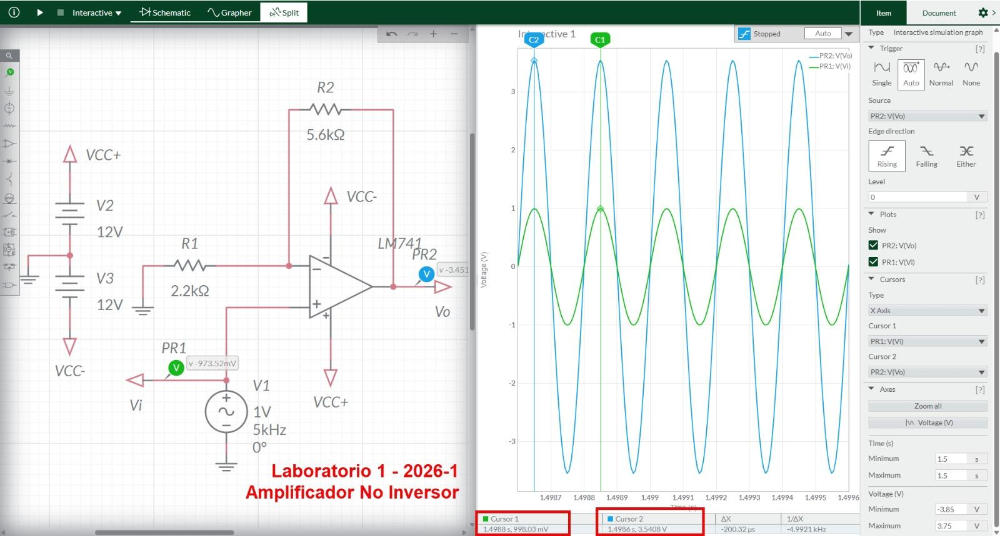 Interactive
Schematic
Grapher
Split
Item
Document
VCC+
V2
12V
V3
12V
VCC-
R2
5.6kΩ
VCC-
R1
2.2kΩ
LM741
PR2
V
v -3.451
Vo
PR1
V
v -973.52mV
Vi
V1
1V
5kHz
0°
VCC+
Laboratorio 1 - 2026-1
Amplificador No Inversor
C2
C1
Stopped
Auto
PR2: V(Vo)
PR1: V(Vi)
Voltage (V)
3
2
1
0
-1
-2
-3
1.4987
1.4988
1.4989
1.499
1.4991
1.4992
1.4993
1.4994
1.4995
1.4996
Cursor 1
1.4988 s, 998.03 mV
Cursor 2
1.4986 s, 3.5408 V
ΔX
-200.32 µs
1/ΔX
-4.9921 kHz
Type Interactive simulation graph
Trigger [?]
Single Auto Normal None
Source
PR2: V(Vo)
Edge direction
Rising Falling Either
Level
0 V
Plots [?]
Show
PR2: V(Vo)
PR1: V(Vi)
Cursors [?]
Type
X Axis
Cursor 1
PR1: V(Vi)
Cursor 2
PR2: V(Vo)
Axes [?]
Zoom all
Voltage (V)
Time (s)
Minimum 1.5 s
Maximum 1.5 s
Voltage (V)
Minimum -3.85 V
Maximum 3.75 V